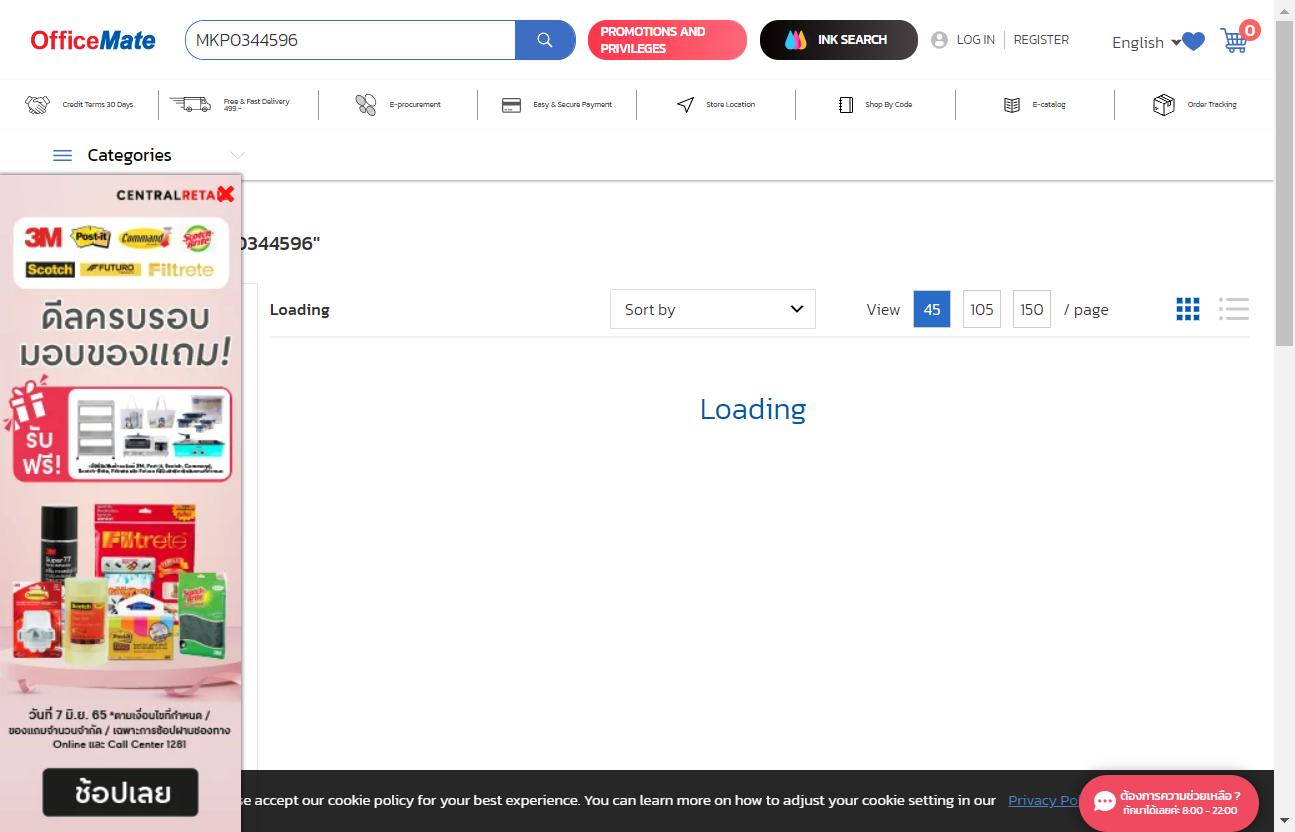 OfficeMate
MKP0344596
PROMOTIONS AND
PRIVILEGES
INK SEARCH
LOG IN
REGISTER
English
0
Credit Terms 30 Days
Free & Fast Delivery
499.-
E-procurement
Easy & Secure Payment
Store Location
Shop By Code
E-catalog
Order Tracking
Categories
CENTRALRETA
3M
Post-it
Command
Scotch-Brite
Scotch
FUTURO
Filtrete
ดีลครบรอบ
มอบของแถม!
รับ
ฟรี!
วันที่ 7 มิ.ย. 65 *ตามเงื่อนไขที่กำหนด /
ของแถมจำนวนจำกัด / เฉพาะการช้อปผ่านช่องทาง
Online และ Call Center 1281
ช้อปเลย
0344596"
Loading
Sort by
View
45
105
150
/ page
Loading
se accept our cookie policy for your best experience. You can learn more on how to adjust your cookie setting in our Privacy Po
ต้องการความช่วยเหลือ ?
ทักมาได้เลยค่ะ 8:00 - 22:00